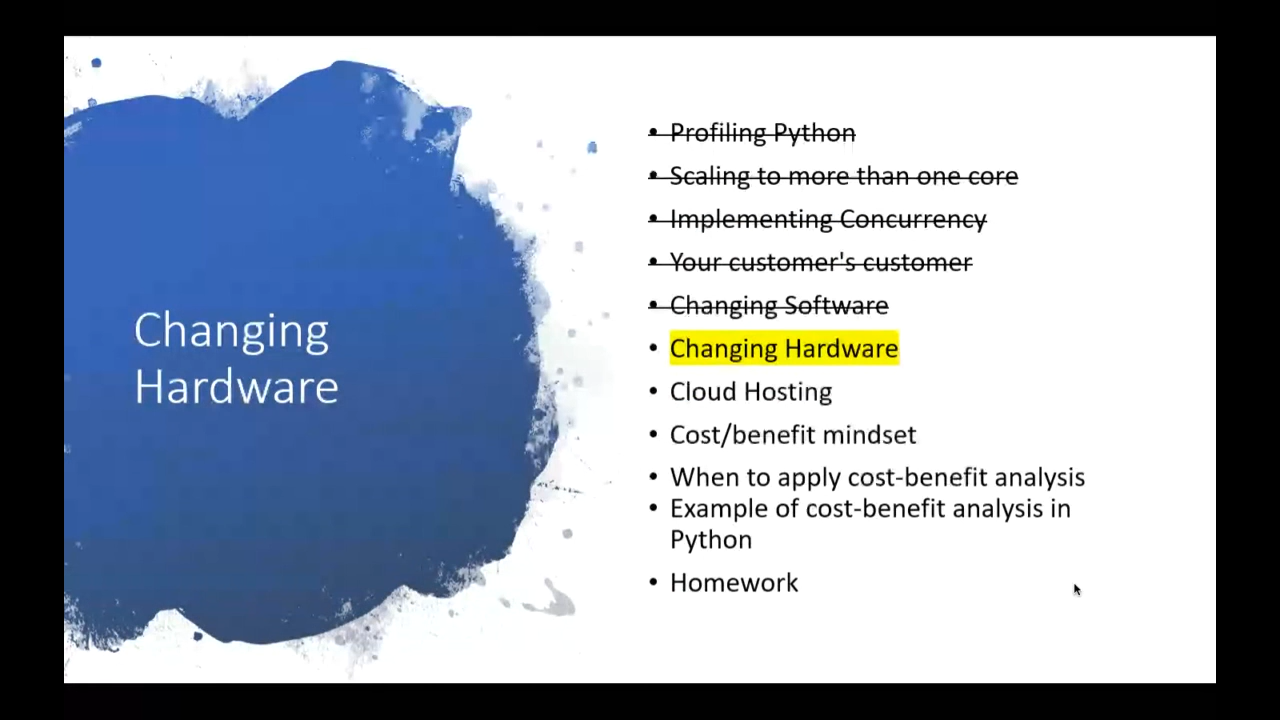 Changing
Hardware
• Profiling Python
• Scaling to more than one core
• Implementing Concurrency
• Your customer's customer
• Changing Software
• Changing Hardware
• Cloud Hosting
• Cost/benefit mindset
• When to apply cost-benefit analysis
• Example of cost-benefit analysis in
Python
• Homework